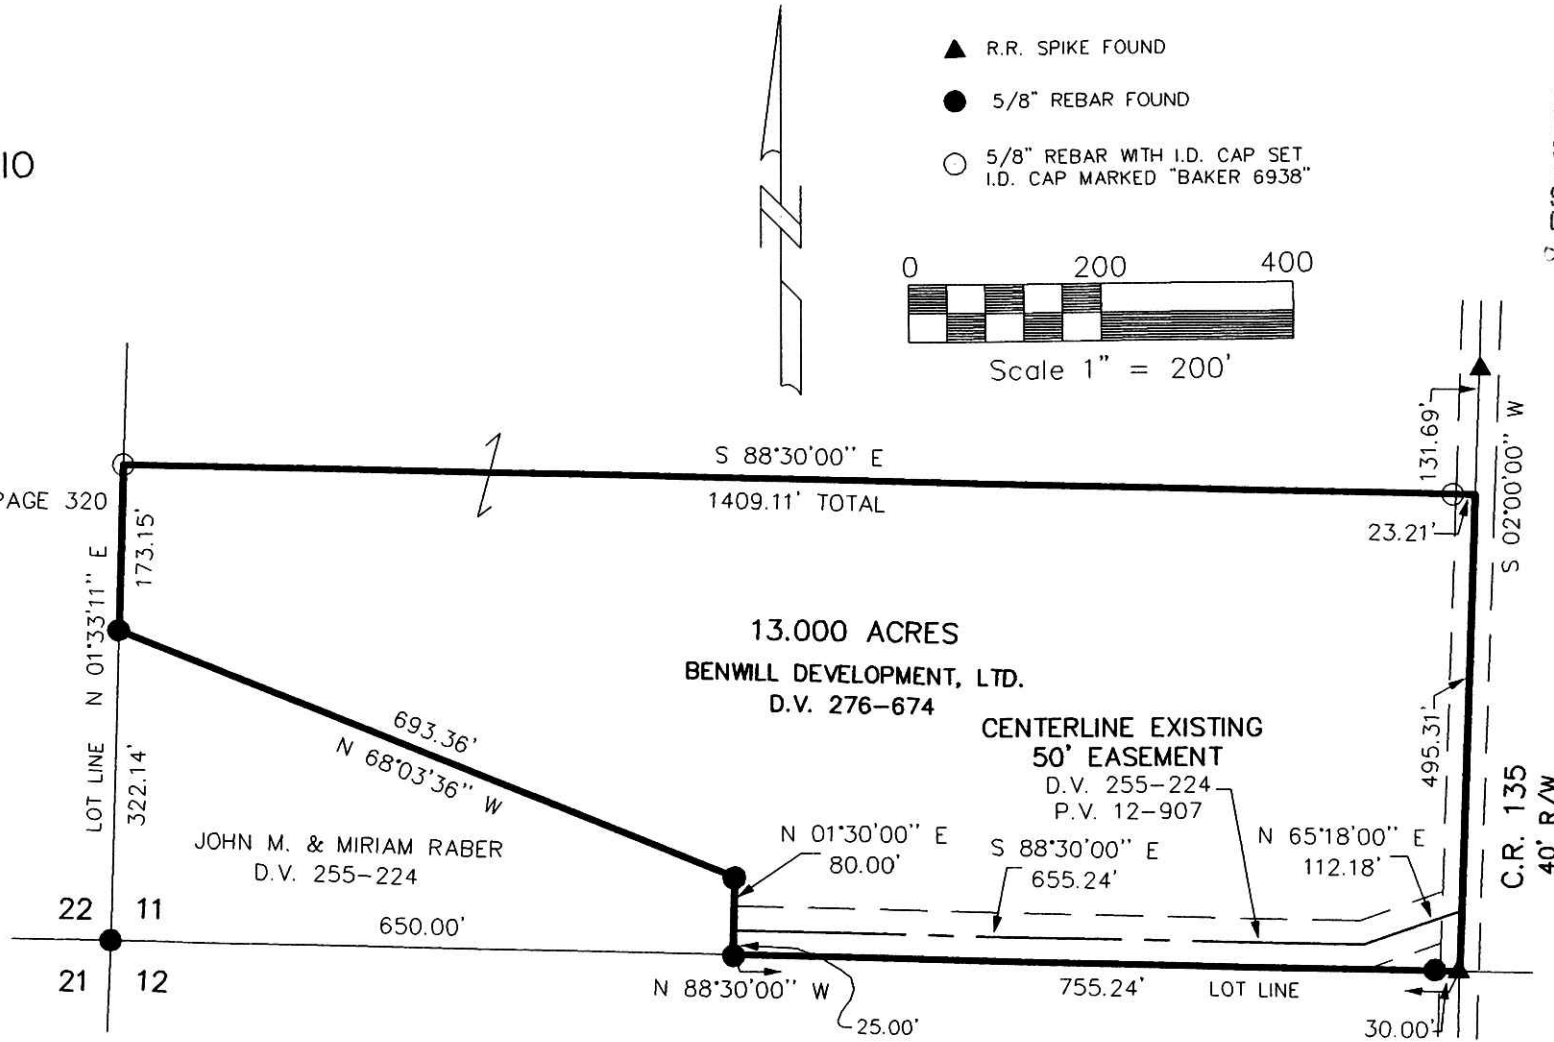 10
▲ R.R. SPIKE FOUND
● 5/8" REBAR FOUND
○ 5/8" REBAR WITH I.D. CAP SET
I.D. CAP MARKED "BAKER 6938"
N
0 200 400
Scale 1" = 200'
131.69'
S 02°00'00" W
S 88°30'00" E
1409.11' TOTAL
23.21'
PAGE 320
173.15'
LOT LINE N 01°33'11" E
322.14'
13.000 ACRES
BENWILL DEVELOPMENT, LTD.
D.V. 276-674
693.36'
N 68°03'36" W
CENTERLINE EXISTING
50' EASEMENT
D.V. 255-224
P.V. 12-907
495.31'
C.R. 135
40' R/W
N 01°30'00" E
80.00'
S 88°30'00" E
655.24'
N 65°18'00" E
112.18'
JOHN M. & MIRIAM RABER
D.V. 255-224
22 11
650.00'
21 12
N 88°30'00" W
755.24' LOT LINE
25.00'
30.00'